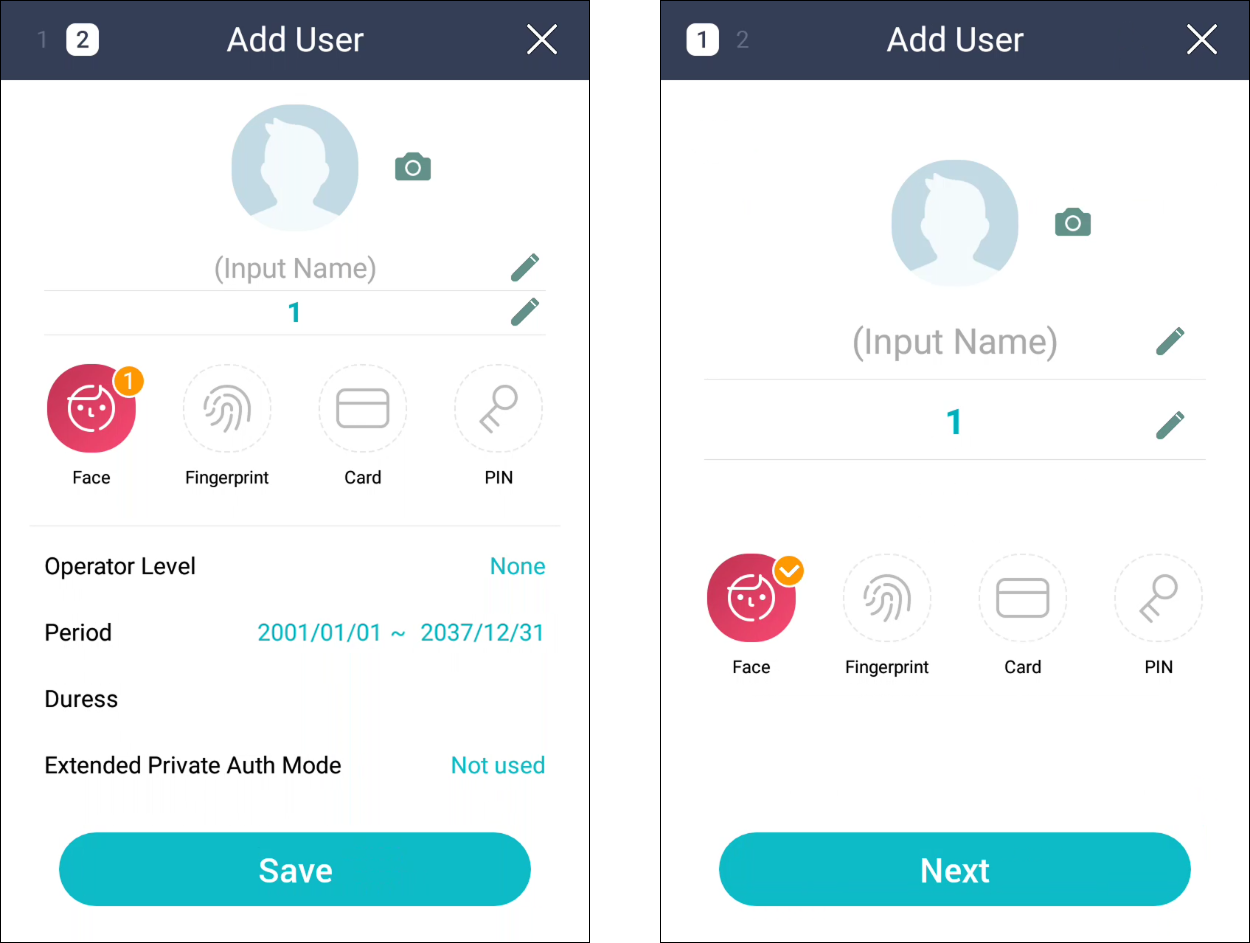 1 2 Add User
(Input Name)
1
1
Face Fingerprint Card PIN
Operator Level None
Period 2001/01/01 ~ 2037/12/31
Duress
Extended Private Auth Mode Not used
Save
1 2 Add User
(Input Name)
1
Face Fingerprint Card PIN
Next